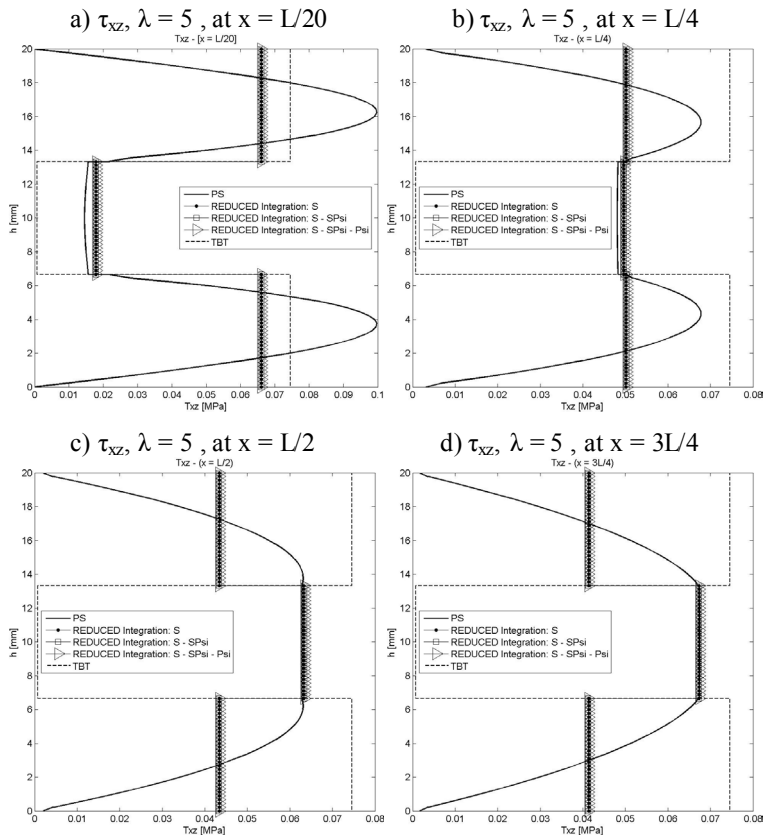 a) τxz, λ = 5 , at x = L/20
Txz - [x = L/20]
20
18
16
14
12
10
8
6
4
2
0
h [mm]
PS
REDUCED Integration: S
REDUCED Integration: S - SPsi
REDUCED Integration: S - SPsi - Psi
TBT
0 0.01 0.02 0.03 0.04 0.05 0.06 0.07 0.08 0.09 0.1
Txz [MPa]
b) τxz, λ = 5 , at x = L/4
Txz - (x = L/4)
20
18
16
14
12
10
8
6
4
2
0
h [mm]
PS
REDUCED Integration: S
REDUCED Integration: S - SPsi
REDUCED Integration: S - SPsi - Psi
TBT
0 0.01 0.02 0.03 0.04 0.05 0.06 0.07 0.08
Txz [MPa]
c) τxz, λ = 5 , at x = L/2
Txz - (x = L/2)
20
18
16
14
12
10
8
6
4
2
0
h [mm]
PS
REDUCED Integration: S
REDUCED Integration: S - SPsi
REDUCED Integration: S - SPsi - Psi
TBT
0 0.01 0.02 0.03 0.04 0.05 0.06 0.07 0.08
Txz [MPa]
d) τxz, λ = 5 , at x = 3L/4
Txz - (x = 3L/4)
20
18
16
14
12
10
8
6
4
2
0
h [mm]
PS
REDUCED Integration: S
REDUCED Integration: S - SPsi
REDUCED Integration: S - SPsi - Psi
TBT
0 0.01 0.02 0.03 0.04 0.05 0.06 0.07 0.08
Txz [MPa]